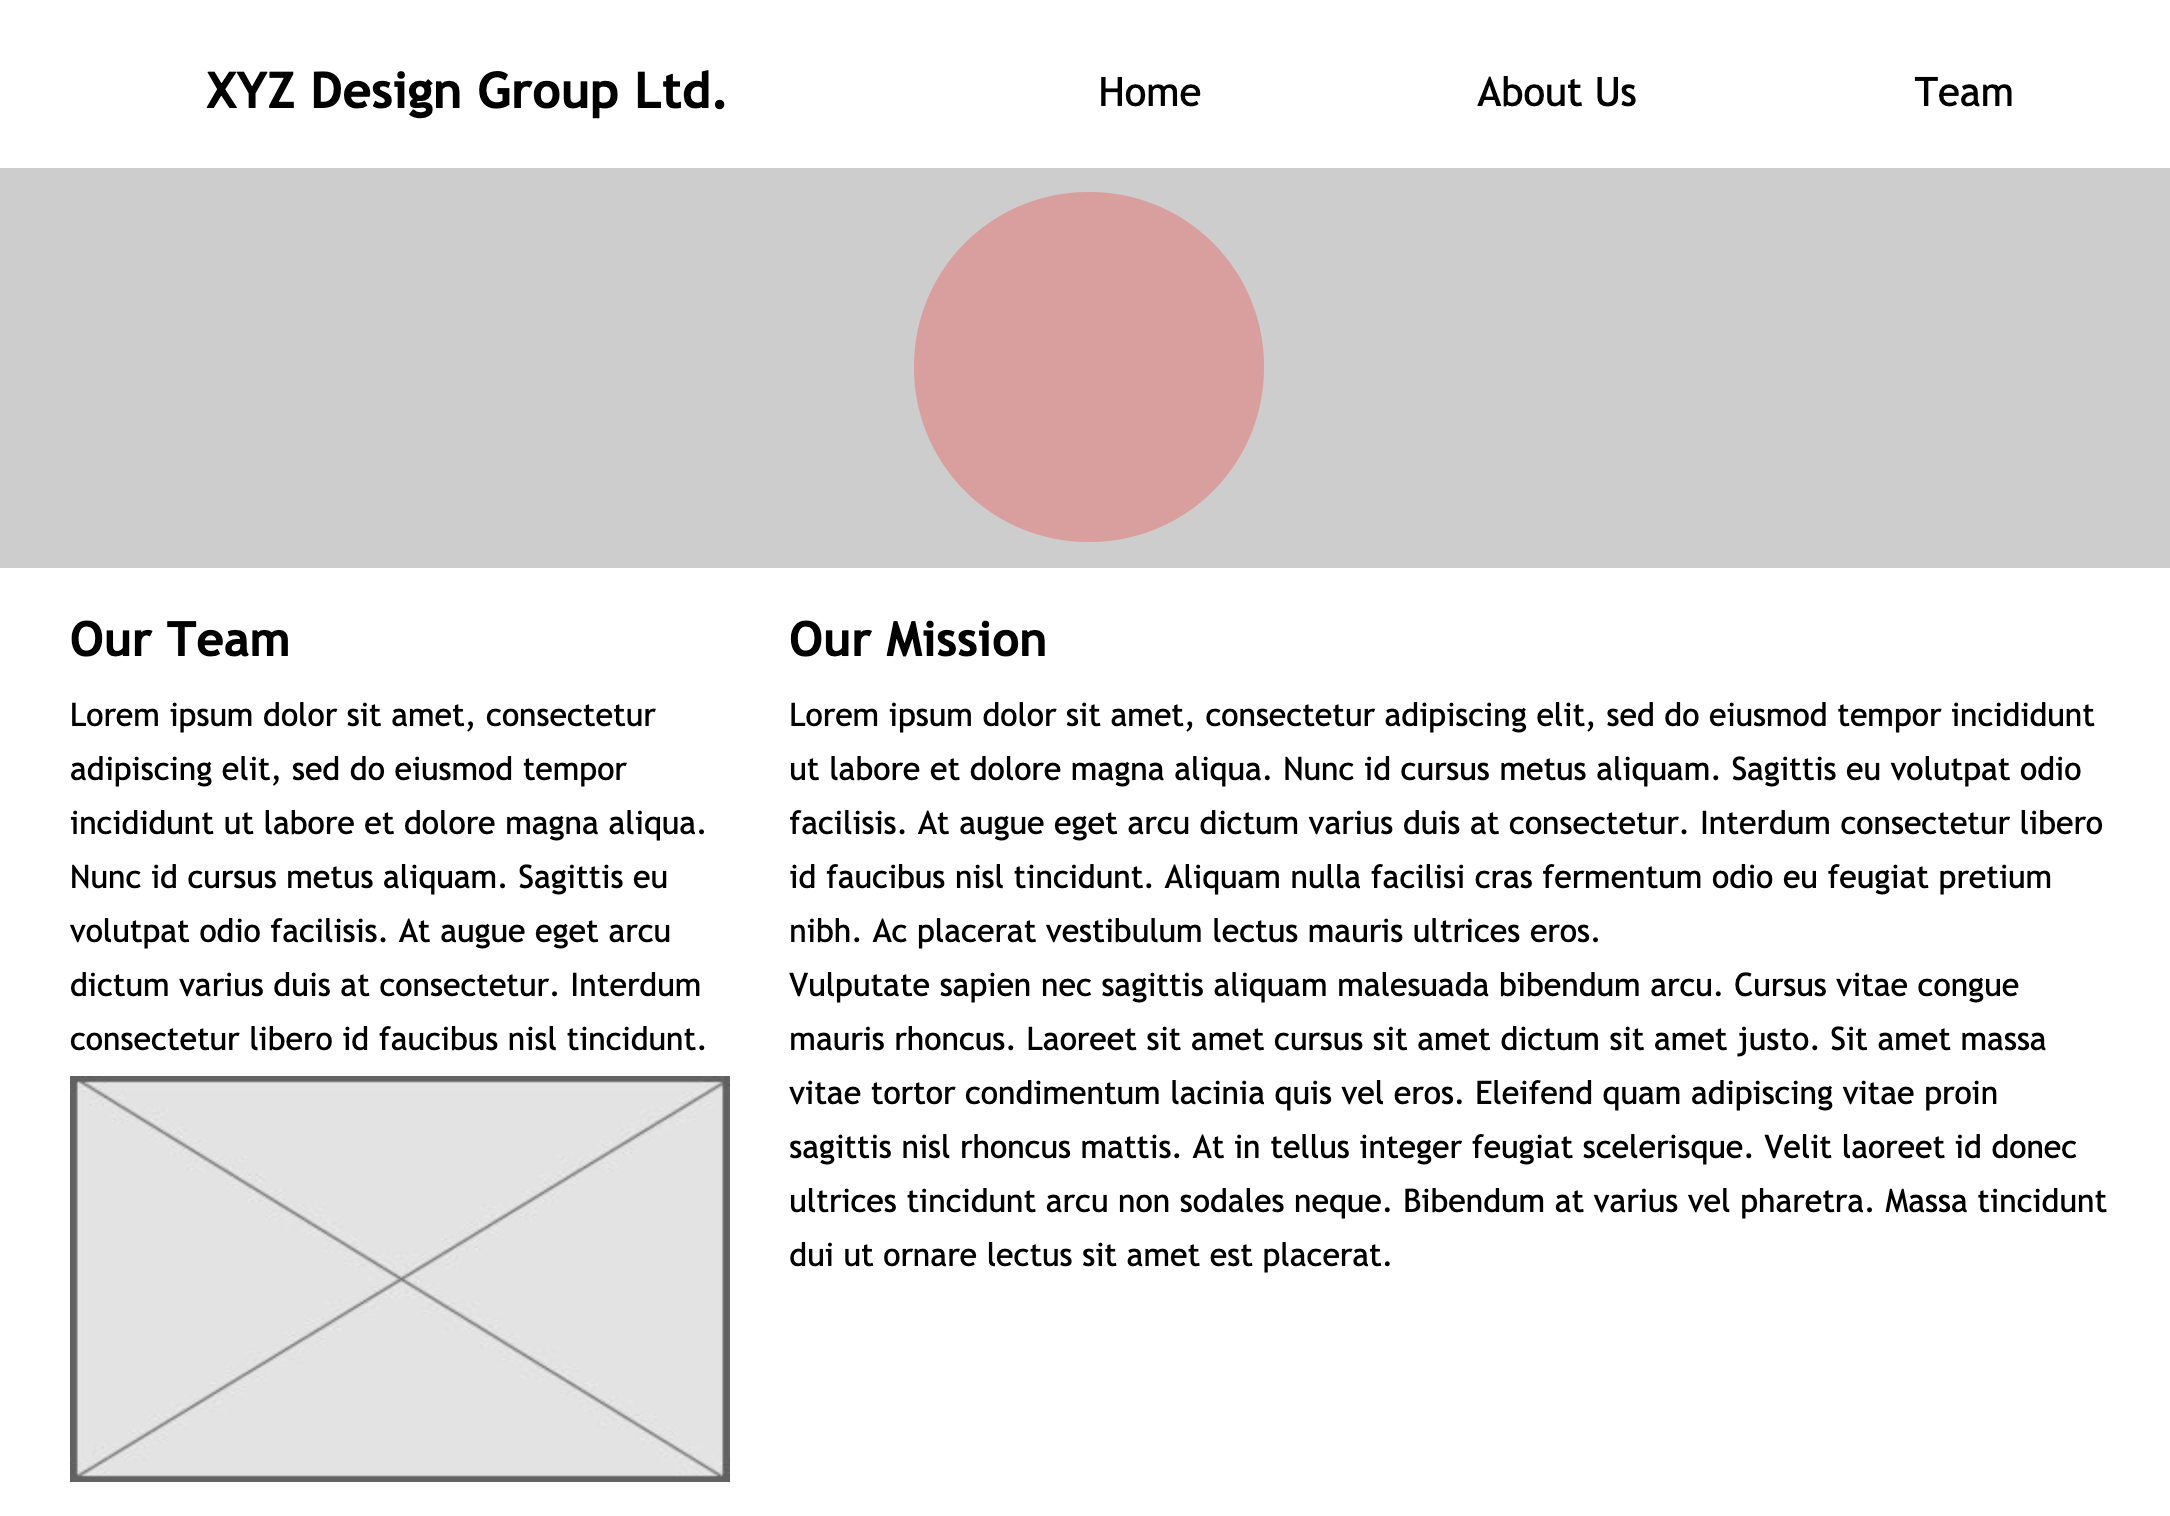 XYZ Design Group Ltd.
Home
About Us
Team
Our Team
Lorem ipsum dolor sit amet, consectetur
adipiscing elit, sed do eiusmod tempor
incididunt ut labore et dolore magna aliqua.
Nunc id cursus metus aliquam. Sagittis eu
volutpat odio facilisis. At augue eget arcu
dictum varius duis at consectetur. Interdum
consectetur libero id faucibus nisl tincidunt.
Our Mission
Lorem ipsum dolor sit amet, consectetur adipiscing elit, sed do eiusmod tempor incididunt
ut labore et dolore magna aliqua. Nunc id cursus metus aliquam. Sagittis eu volutpat odio
facilisis. At augue eget arcu dictum varius duis at consectetur. Interdum consectetur libero
id faucibus nisl tincidunt. Aliquam nulla facilisi cras fermentum odio eu feugiat pretium
nibh. Ac placerat vestibulum lectus mauris ultrices eros.
Vulputate sapien nec sagittis aliquam malesuada bibendum arcu. Cursus vitae congue
mauris rhoncus. Laoreet sit amet cursus sit amet dictum sit amet justo. Sit amet massa
vitae tortor condimentum lacinia quis vel eros. Eleifend quam adipiscing vitae proin
sagittis nisl rhoncus mattis. At in tellus integer feugiat scelerisque. Velit laoreet id donec
ultrices tincidunt arcu non sodales neque. Bibendum at varius vel pharetra. Massa tincidunt
dui ut ornare lectus sit amet est placerat.